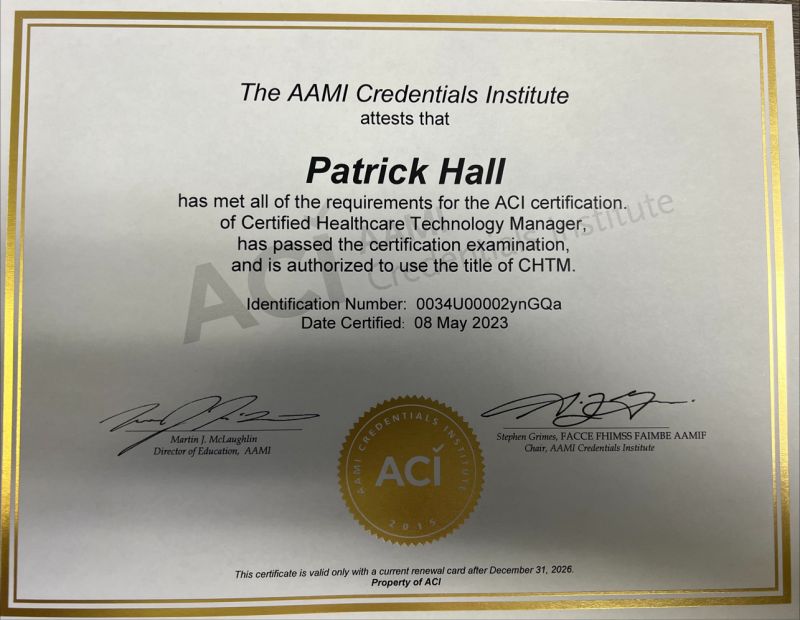 The AAMI Credentials Institute
attests that
Patrick Hall
has met all of the requirements for the ACI certification.
of Certified Healthcare Technology Manager,
has passed the certification examination,
and is authorized to use the title of CHTM.
ACI AAMI
Credentials Institute
Identification Number: 0034U00002ynGQa
Date Certified: 08 May 2023
Martin J. McLaughlin
Director of Education, AAMI
AAMI CREDENTIALS INSTITUTE
ACI
2015
Stephen Grimes, FACCE FHIMSS FAIMBE AAMIF
Chair, AAMI Credentials Institute
This certificate is valid only with a current renewal card after December 31, 2026.
Property of ACI